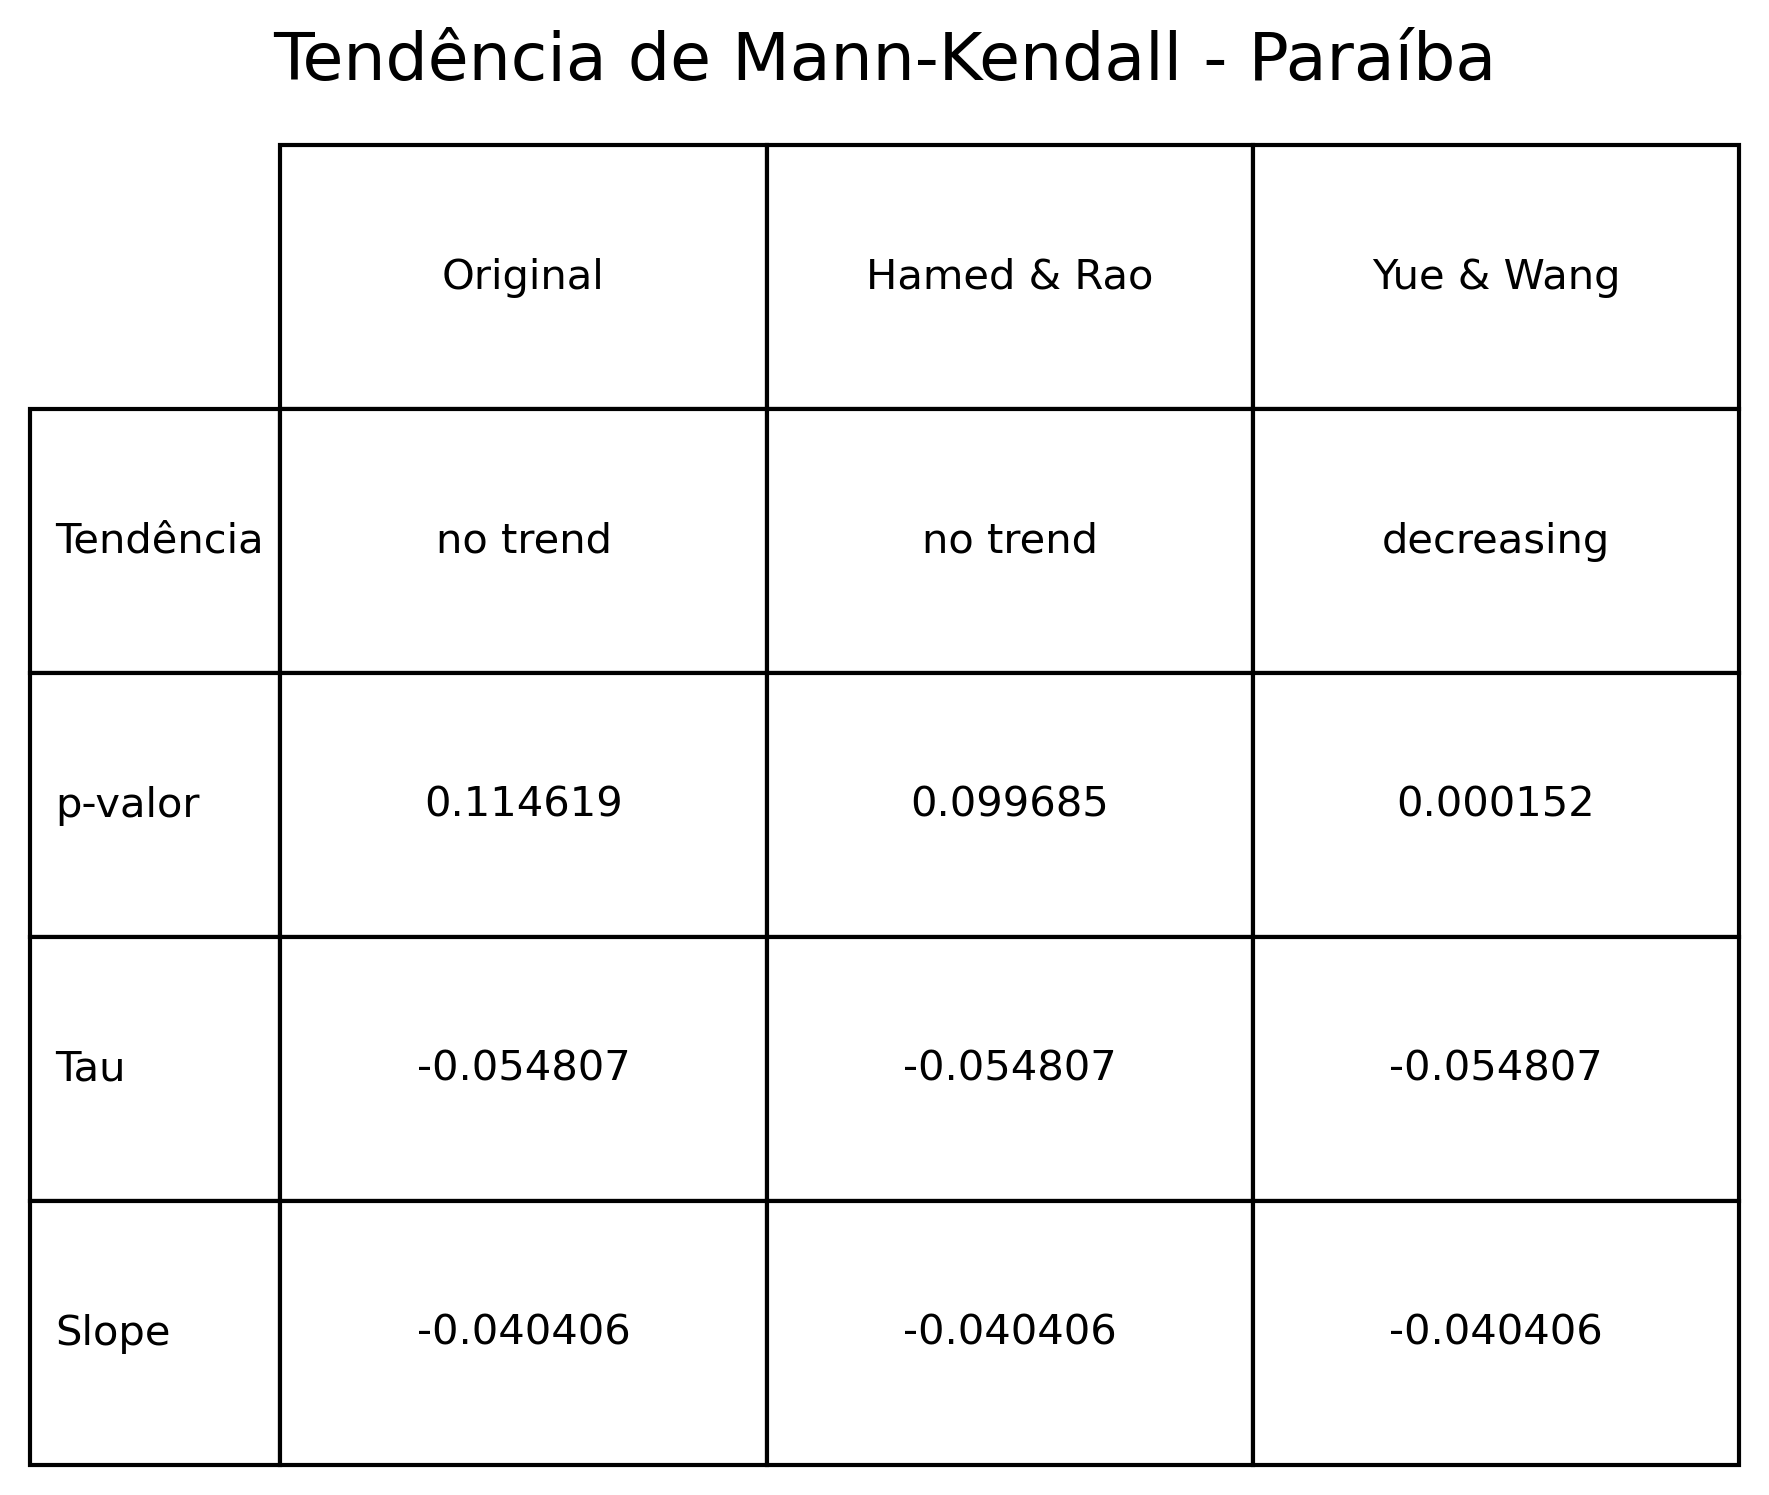 Tendência de Mann-Kendall - Paraíba
Original Hamed & Rao Yue & Wang
Tendência no trend no trend decreasing
p-valor 0.114619 0.099685 0.000152
Tau -0.054807 -0.054807 -0.054807
Slope -0.040406 -0.040406 -0.040406